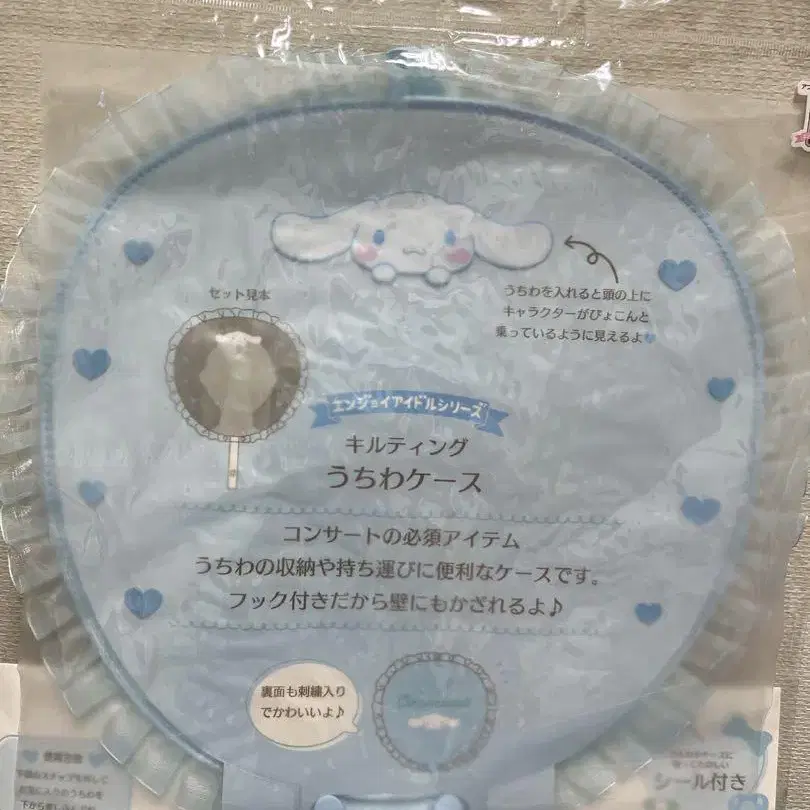 セット見本
うちわを入れると頭の上に
キャラクターがぴょこんと
乗っているように見えるよ
エンジョイアイドルシリーズ
キルティング
うちわケース
コンサートの必須アイテム
うちわの収納や持ち運びに便利なケースです。
フック付きだから壁にもかざれるよ♪
裏面も刺繍入り
でかわいいよ♪
Cinnamoroll
使用方法
シール付き